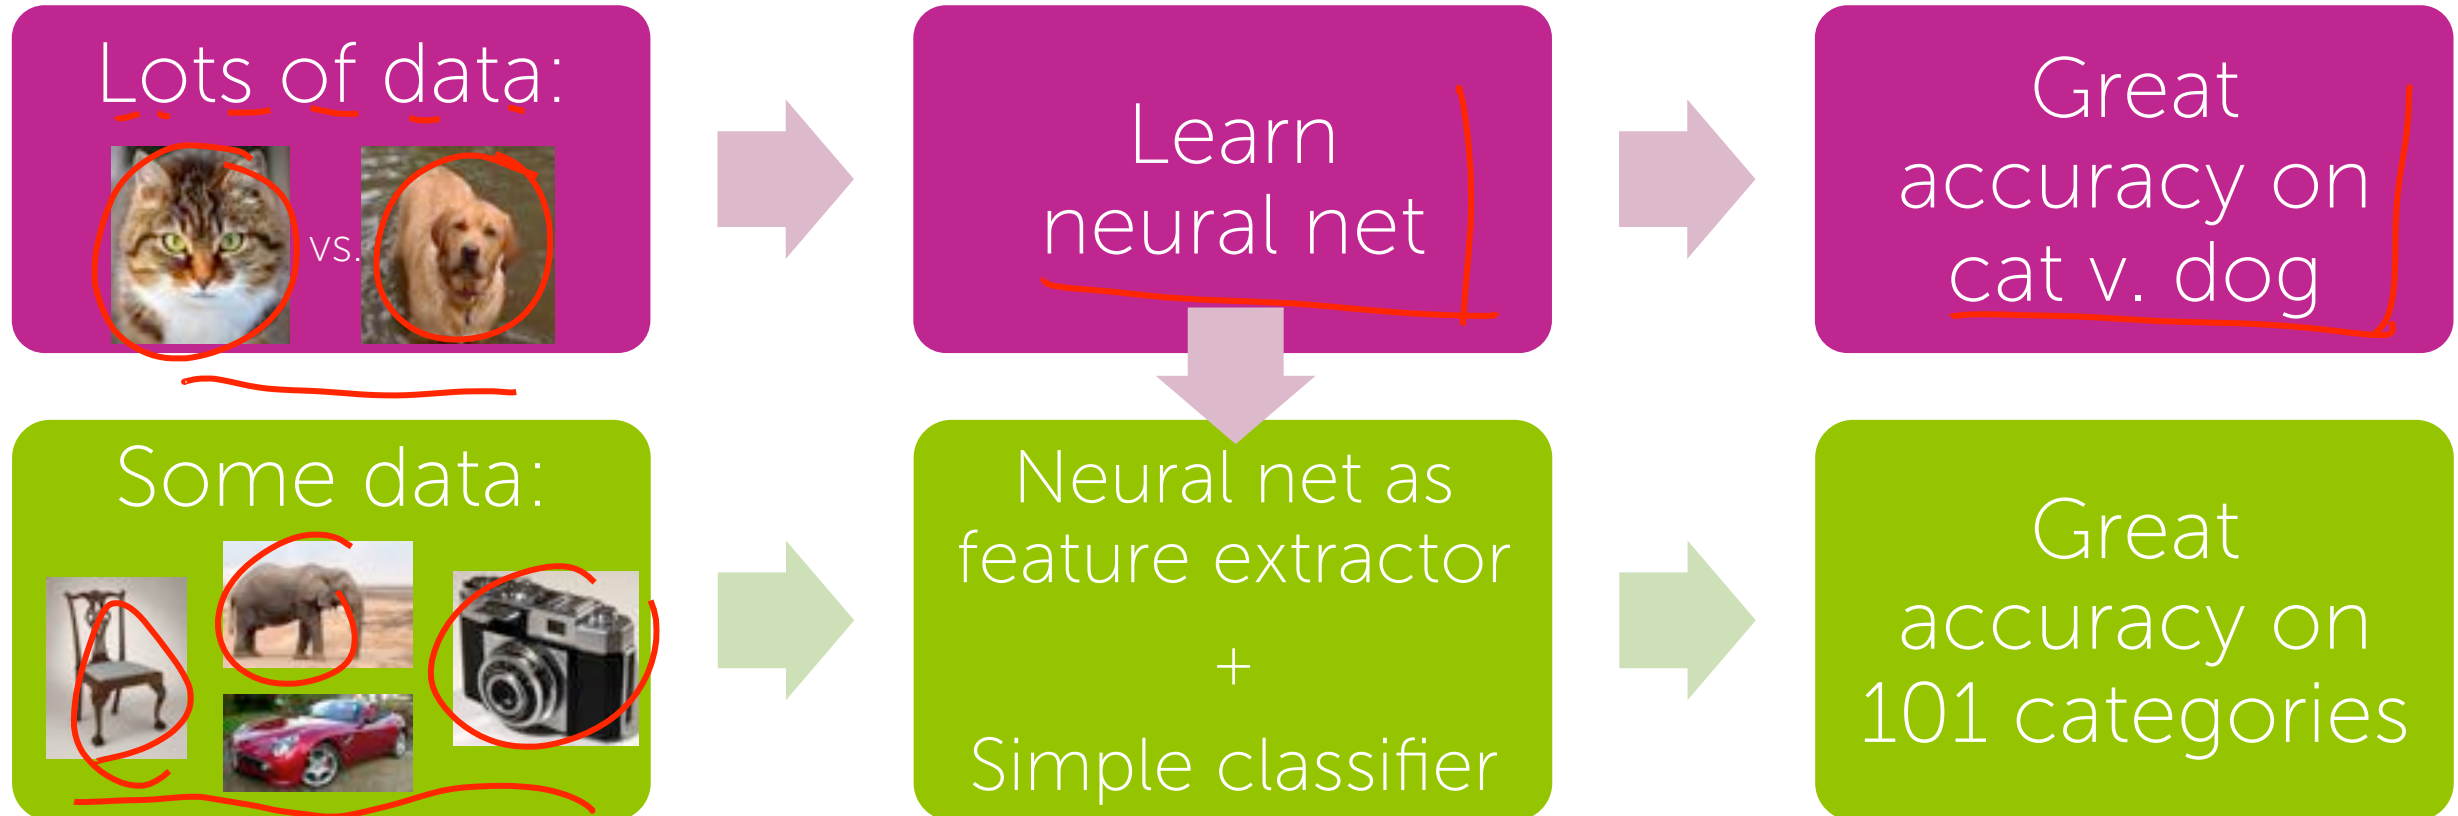 Lots of data:
vs.
Learn
neural net
Great
accuracy on
cat v. dog
Some data:
Neural net as
feature extractor
+
Simple classifier
Great
accuracy on
101 categories